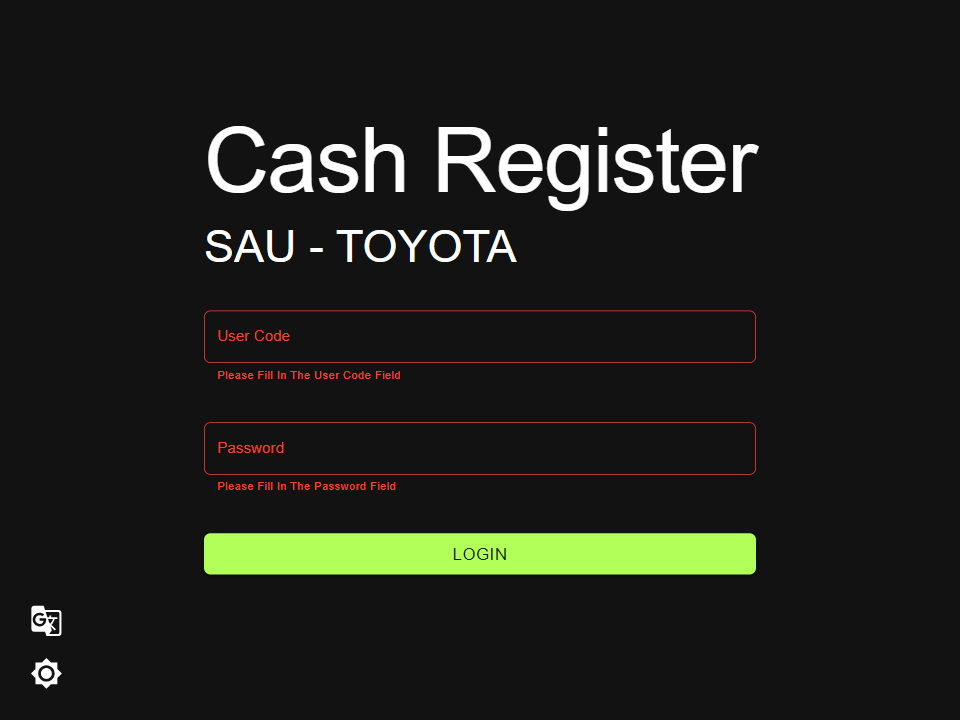 Cash Register
SAU - TOYOTA
User Code
Please Fill In The User Code Field
Password
Please Fill In The Password Field
LOGIN
G